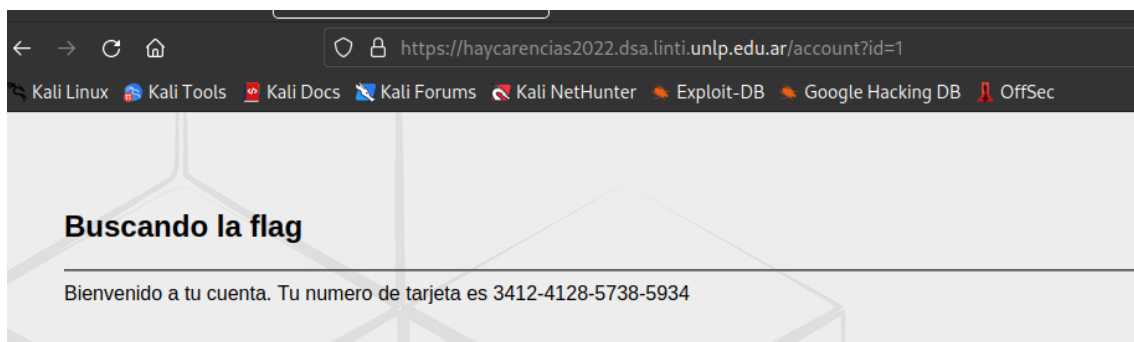 https://haycarencias2022.dsa.linti.unlp.edu.ar/account?id=1
Kali Linux Kali Tools Kali Docs Kali Forums Kali NetHunter Exploit-DB Google Hacking DB OffSec
Buscando la flag
Bienvenido a tu cuenta. Tu numero de tarjeta es 3412-4128-5738-5934